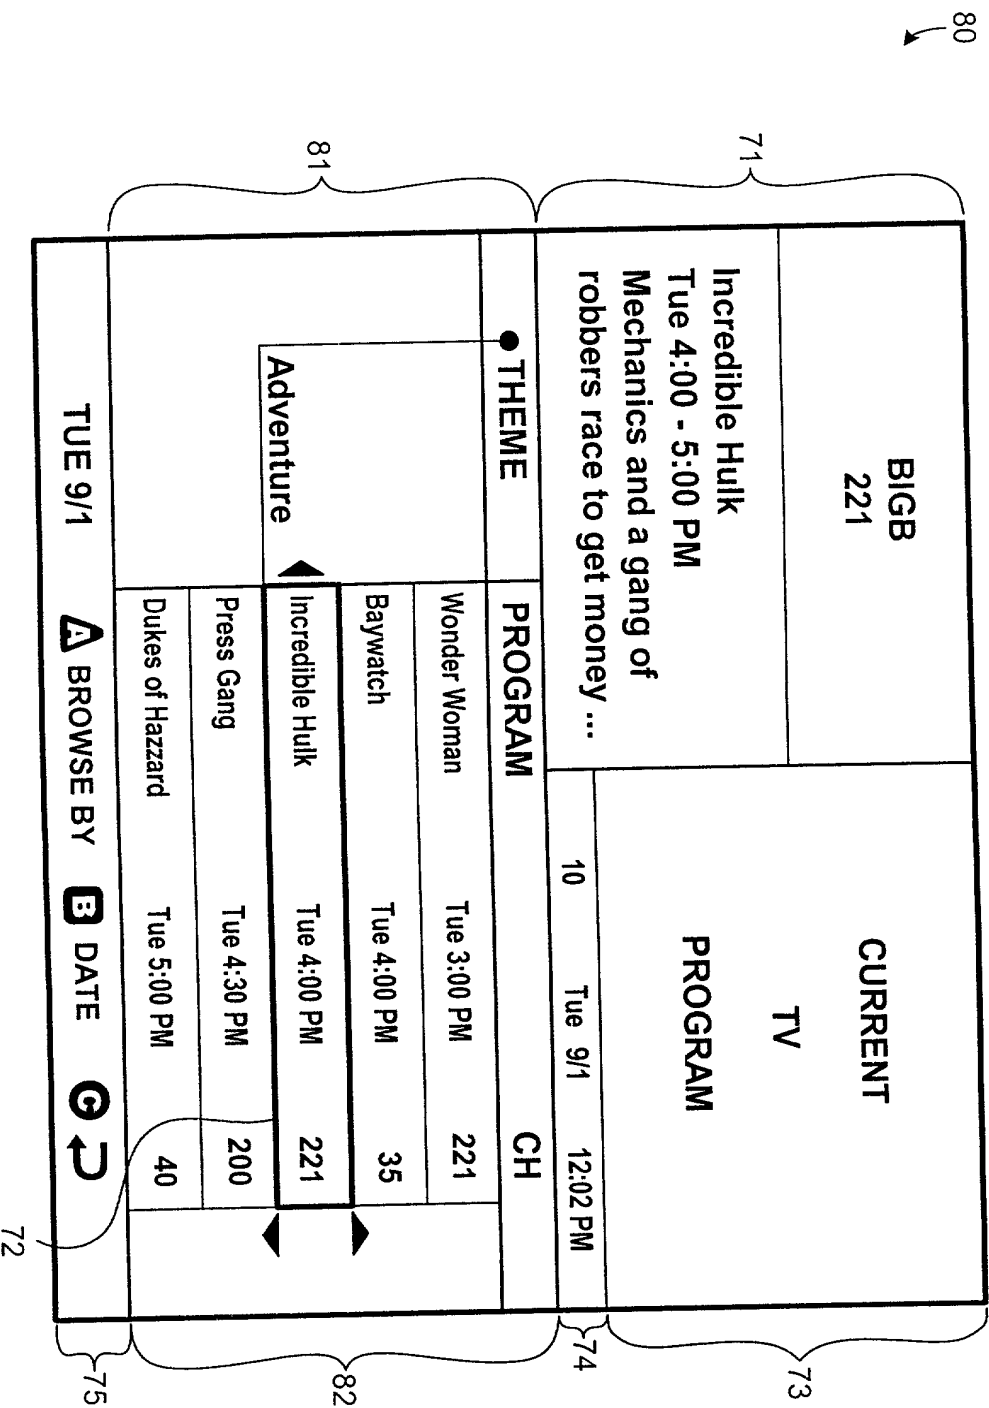 80
71
81
BIGB
221
Incredible Hulk
Tue 4:00 - 5:00 PM
Mechanics and a gang of
robbers race to get money ...
CURRENT
TV
PROGRAM
10 Tue 9/1 12:02 PM
THEME PROGRAM CH
Adventure
Wonder Woman Tue 3:00 PM 221
Baywatch Tue 4:00 PM 35
Incredible Hulk Tue 4:00 PM 221
Press Gang Tue 4:30 PM 200
Dukes of Hazzard Tue 5:00 PM 40
TUE 9/1 A BROWSE BY B DATE C
73
74
82
75
72